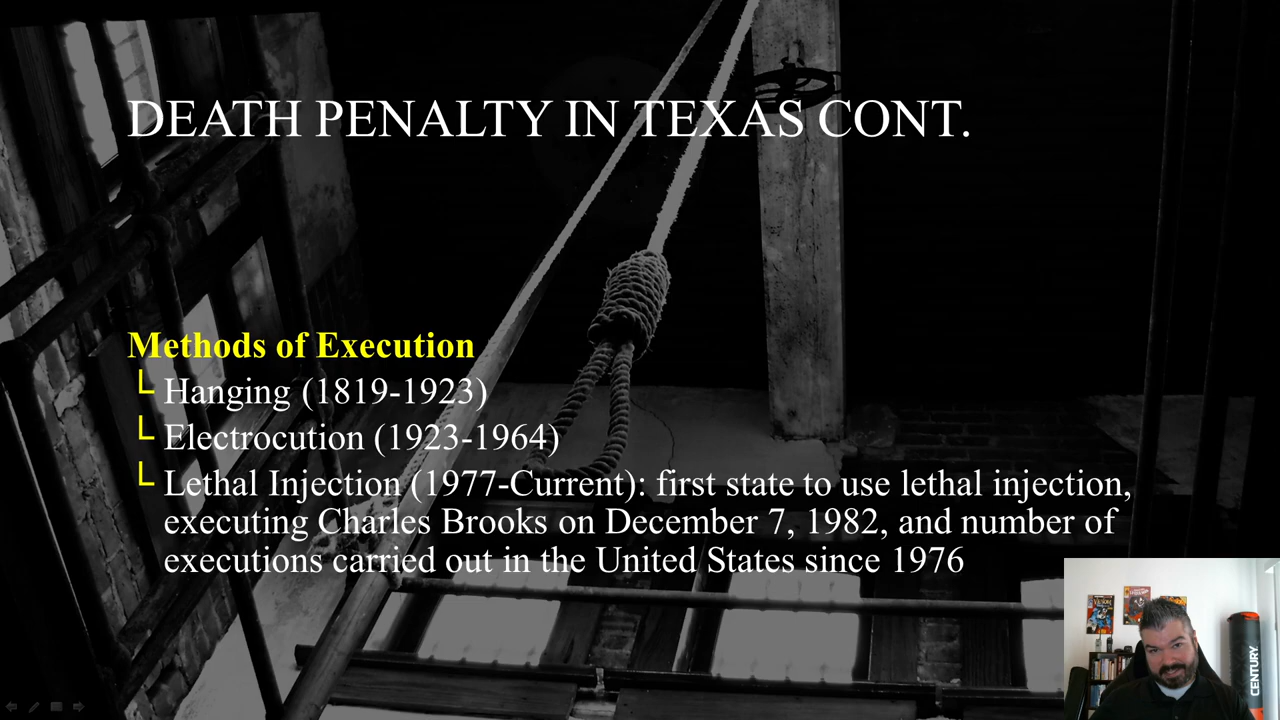 DEATH PENALTY IN TEXAS CONT.
Methods of Execution
Hanging (1819-1923)
Electrocution (1923-1964)
Lethal Injection (1977-Current): first state to use lethal injection,
executing Charles Brooks on December 7, 1982, and number of
executions carried out in the United States since 1976
CENTURY